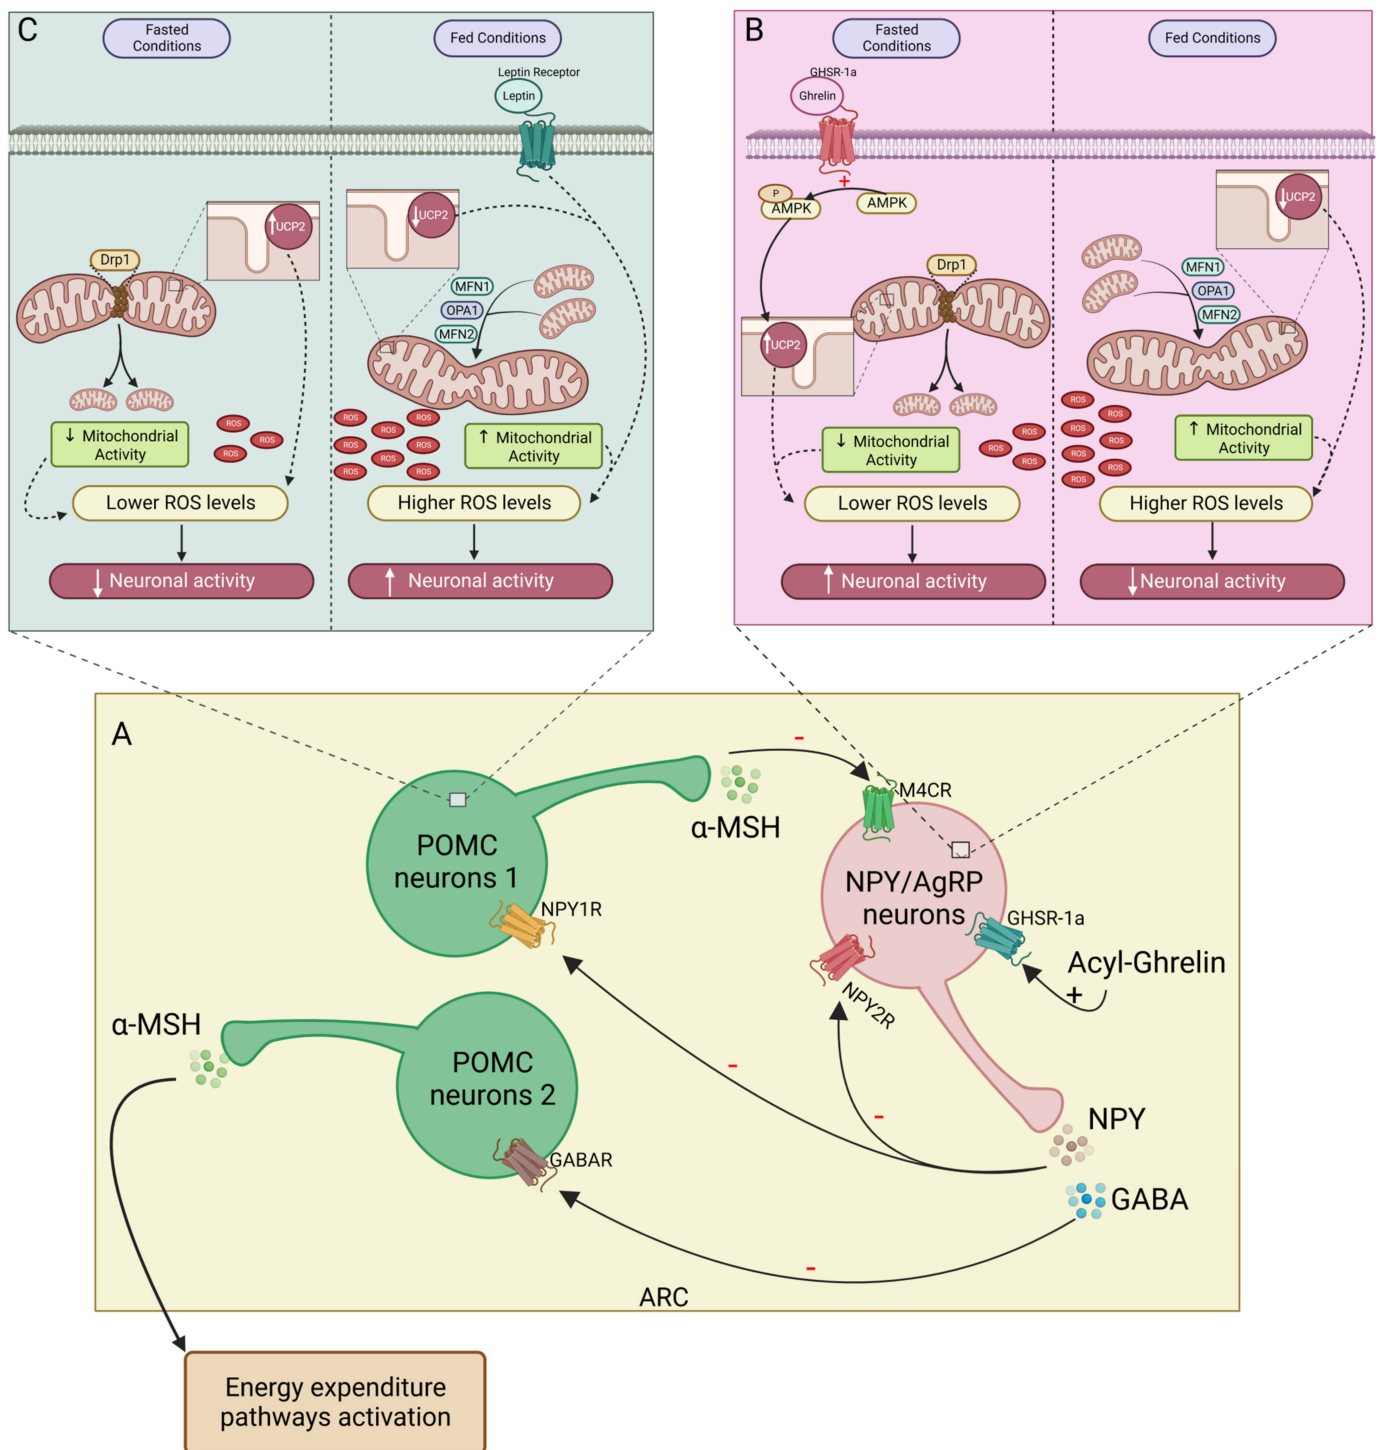 C
Fasted
Conditions
Fed Conditions
Leptin Receptor
Leptin
UCP2
Drp1
UCP2
MFN1
OPA1
MFN2
↓ Mitochondrial
Activity
ROS
ROS
ROS
ROS
ROS
ROS
ROS
ROS
ROS
ROS
ROS
↑ Mitochondrial
Activity
Lower ROS levels
Higher ROS levels
↓ Neuronal activity
↑ Neuronal activity
B
Fasted
Conditions
Fed Conditions
GHSR-1a
Ghrelin
+
P
AMPK
AMPK
UCP2
Drp1
UCP2
MFN1
OPA1
MFN2
↓ Mitochondrial
Activity
ROS
ROS
ROS
ROS
ROS
ROS
ROS
ROS
ROS
ROS
↑ Mitochondrial
Activity
Lower ROS levels
Higher ROS levels
↑ Neuronal activity
↓ Neuronal activity
A
-
M4CR
α-MSH
POMC
neurons 1
NPY1R
NPY/AgRP
neurons
GHSR-1a
Acyl-Ghrelin
+
NPY2R
α-MSH
POMC
neurons 2
GABAR
-
-
NPY
GABA
-
ARC
Energy expenditure
pathways activation